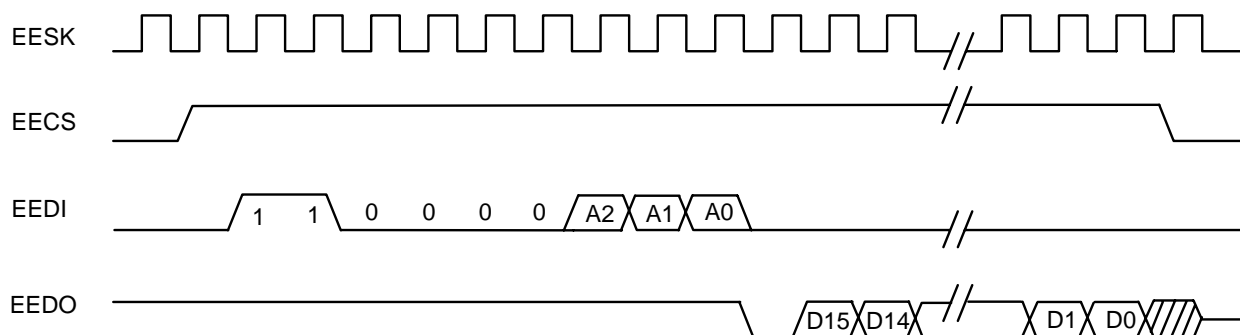 EESK
EECS
EEDI 1 1 0 0 0 0 A2 A1 A0
EEDO D15 D14 D1 D0